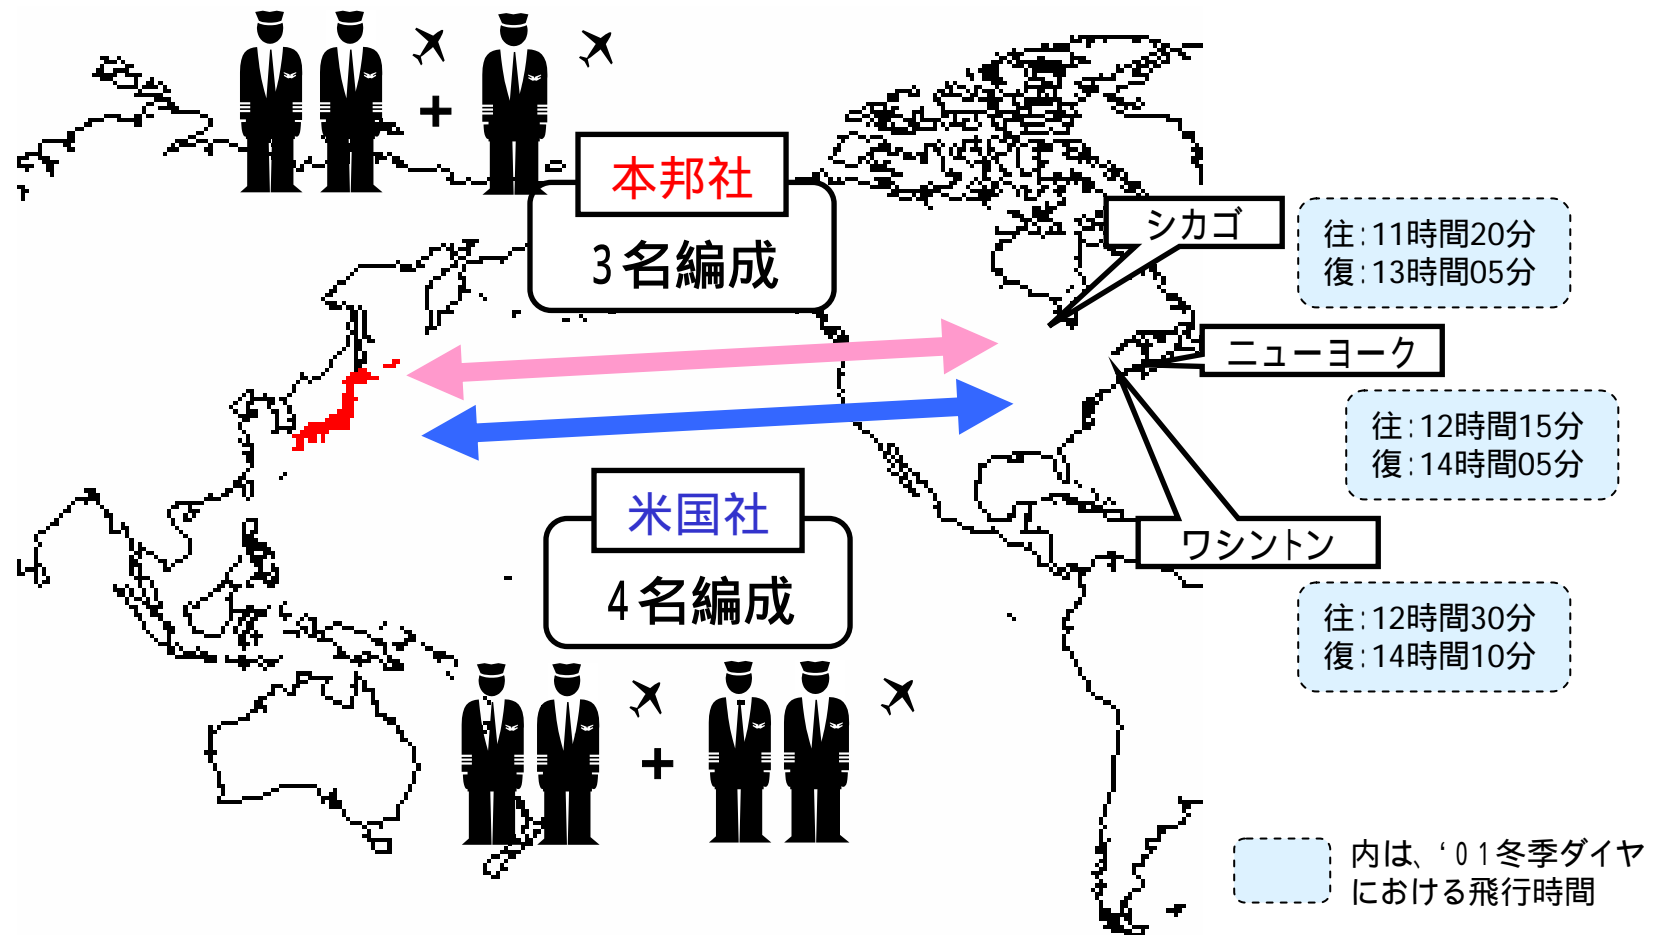 本邦社
3名編成
シカゴ
往:11時間20分
復:13時間05分
ニューヨーク
往:12時間15分
復:14時間05分
米国社
4名編成
ワシントン
往:12時間30分
復:14時間10分
内は、‘01冬季ダイヤ
における飛行時間